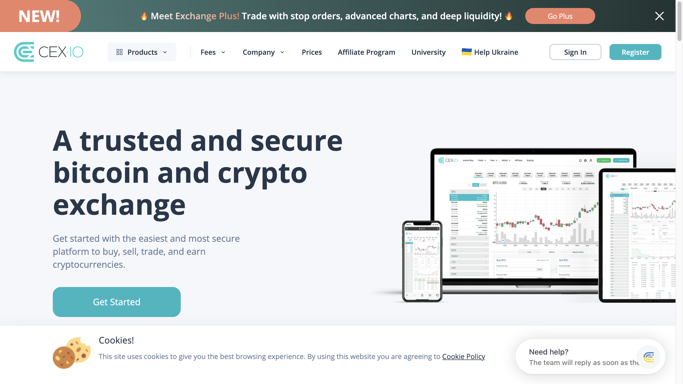 NEW!
🔥 Meet Exchange Plus! Trade with stop orders, advanced charts, and deep liquidity! 🔥
Go Plus
CEX.IO
Products
Fees
Company
Prices
Affiliate Program
University
Help Ukraine
Sign In
Register
A trusted and secure
bitcoin and crypto
exchange
Get started with the easiest and most secure
platform to buy, sell, trade, and earn
cryptocurrencies.
Get Started
Cookies!
This site uses cookies to give you the best browsing experience. By using this website you are agreeing to Cookie Policy
Need help?
The team will reply as soon as the